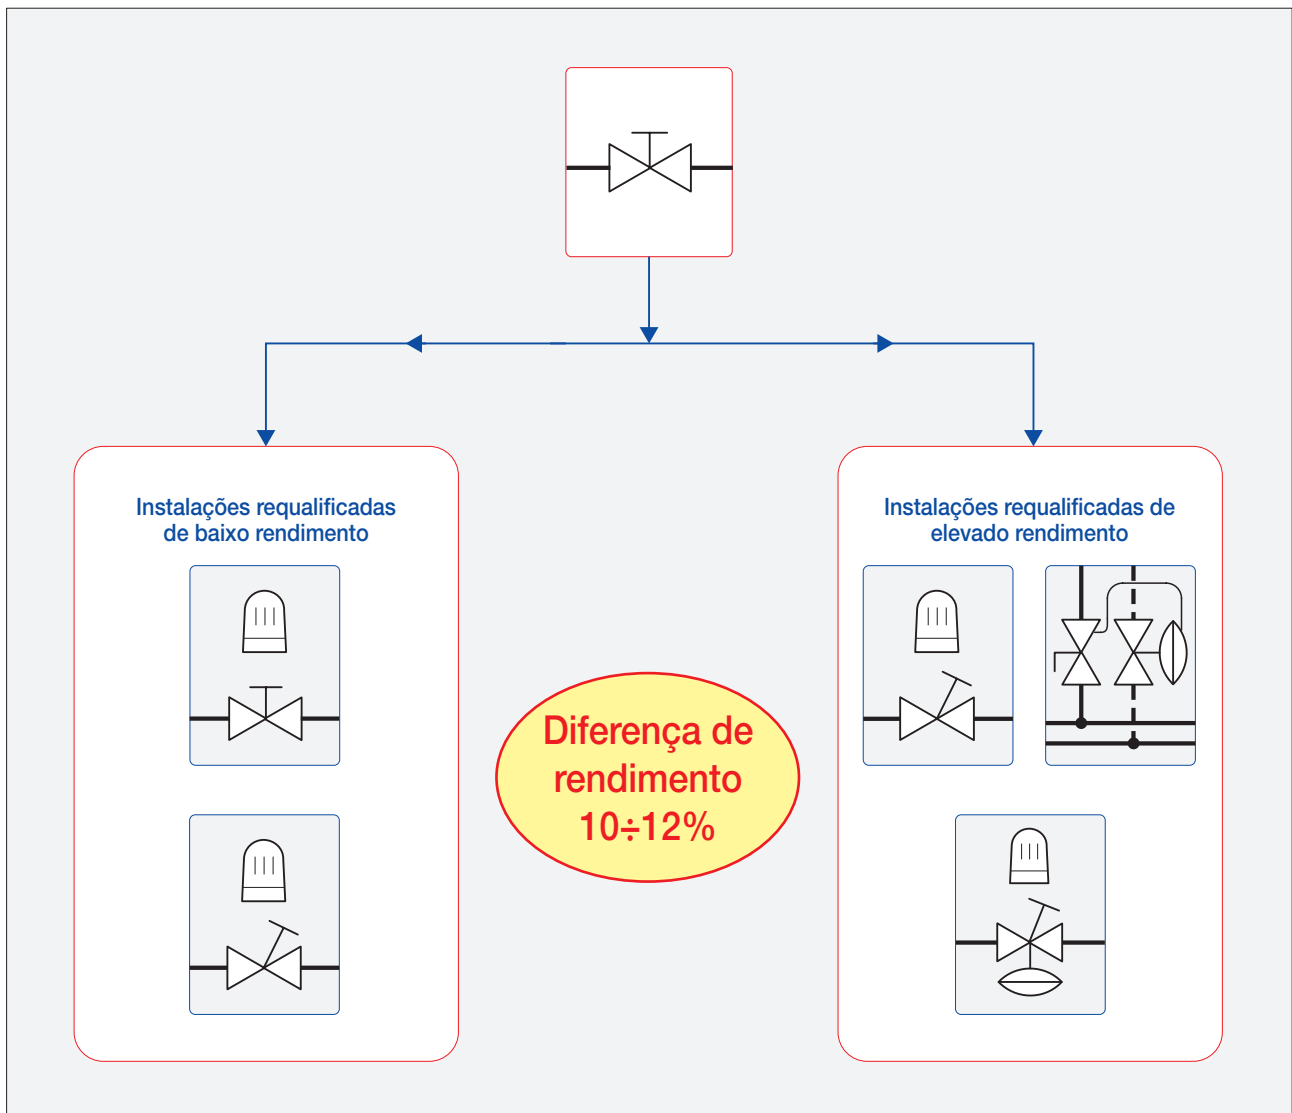 Instalações requalificadas
de baixo rendimento
Instalações requalificadas de
elevado rendimento
Diferença de
rendimento
10÷12%